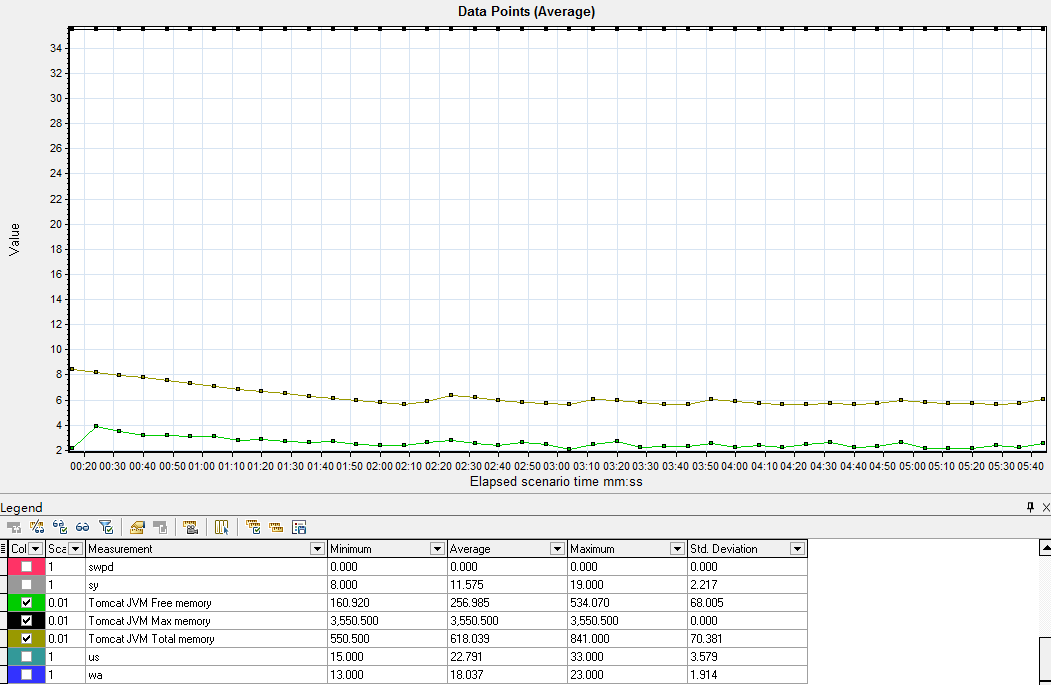 Data Points (Average)
34
32
30
28
26
24
22
20
18
16
14
12
10
8
6
4
2
Value
00:20 00:30 00:40 00:50 01:00 01:10 01:20 01:30 01:40 01:50 02:00 02:10 02:20 02:30 02:40 02:50 03:00 03:10 03:20 03:30 03:40 03:50 04:00 04:10 04:20 04:30 04:40 04:50 05:00 05:10 05:20 05:30 05:40
Elapsed scenario time mm:ss
Legend
Col Sca Measurement Minimum Average Maximum Std. Deviation
1 swpd 0.000 0.000 0.000 0.000
1 sy 8.000 11.575 19.000 2.217
0.01 Tomcat JVM Free memory 160.920 256.985 534.070 68.005
0.01 Tomcat JVM Max memory 3,550.500 3,550.500 3,550.500 0.000
0.01 Tomcat JVM Total memory 550.500 618.039 841.000 70.381
1 us 15.000 22.791 33.000 3.579
1 wa 13.000 18.037 23.000 1.914